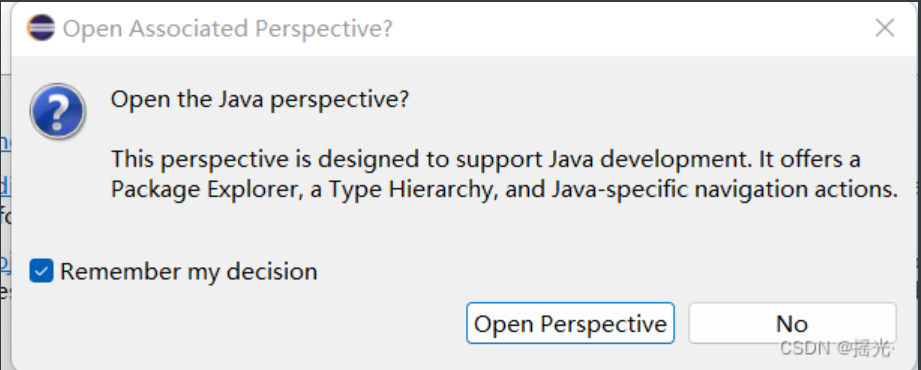 Open Associated Perspective?
Open the Java perspective?
This perspective is designed to support Java development. It offers a
Package Explorer, a Type Hierarchy, and Java-specific navigation actions.
Remember my decision
Open Perspective
No
CSDN @摇光